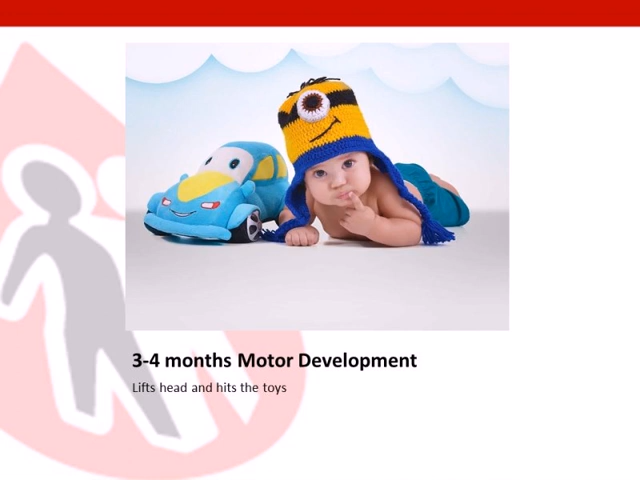 3-4 months Motor Development
Lifts head and hits the toys